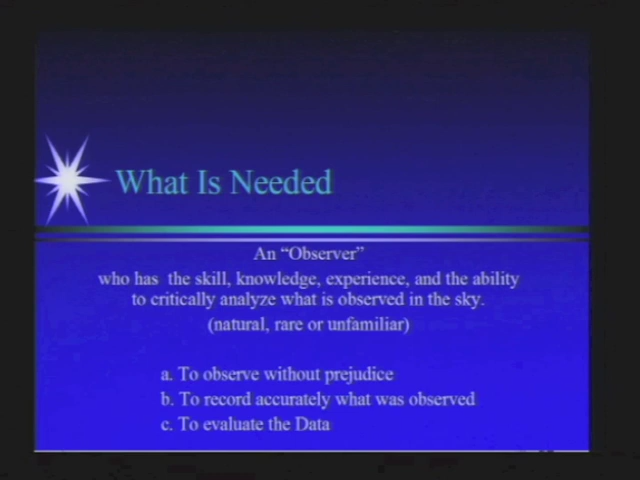 What Is Needed
An “Observer”
who has the skill, knowledge, experience, and the ability
to critically analyze what is observed in the sky.
(natural, rare or unfamiliar)
a. To observe without prejudice
b. To record accurately what was observed
c. To evaluate the Data